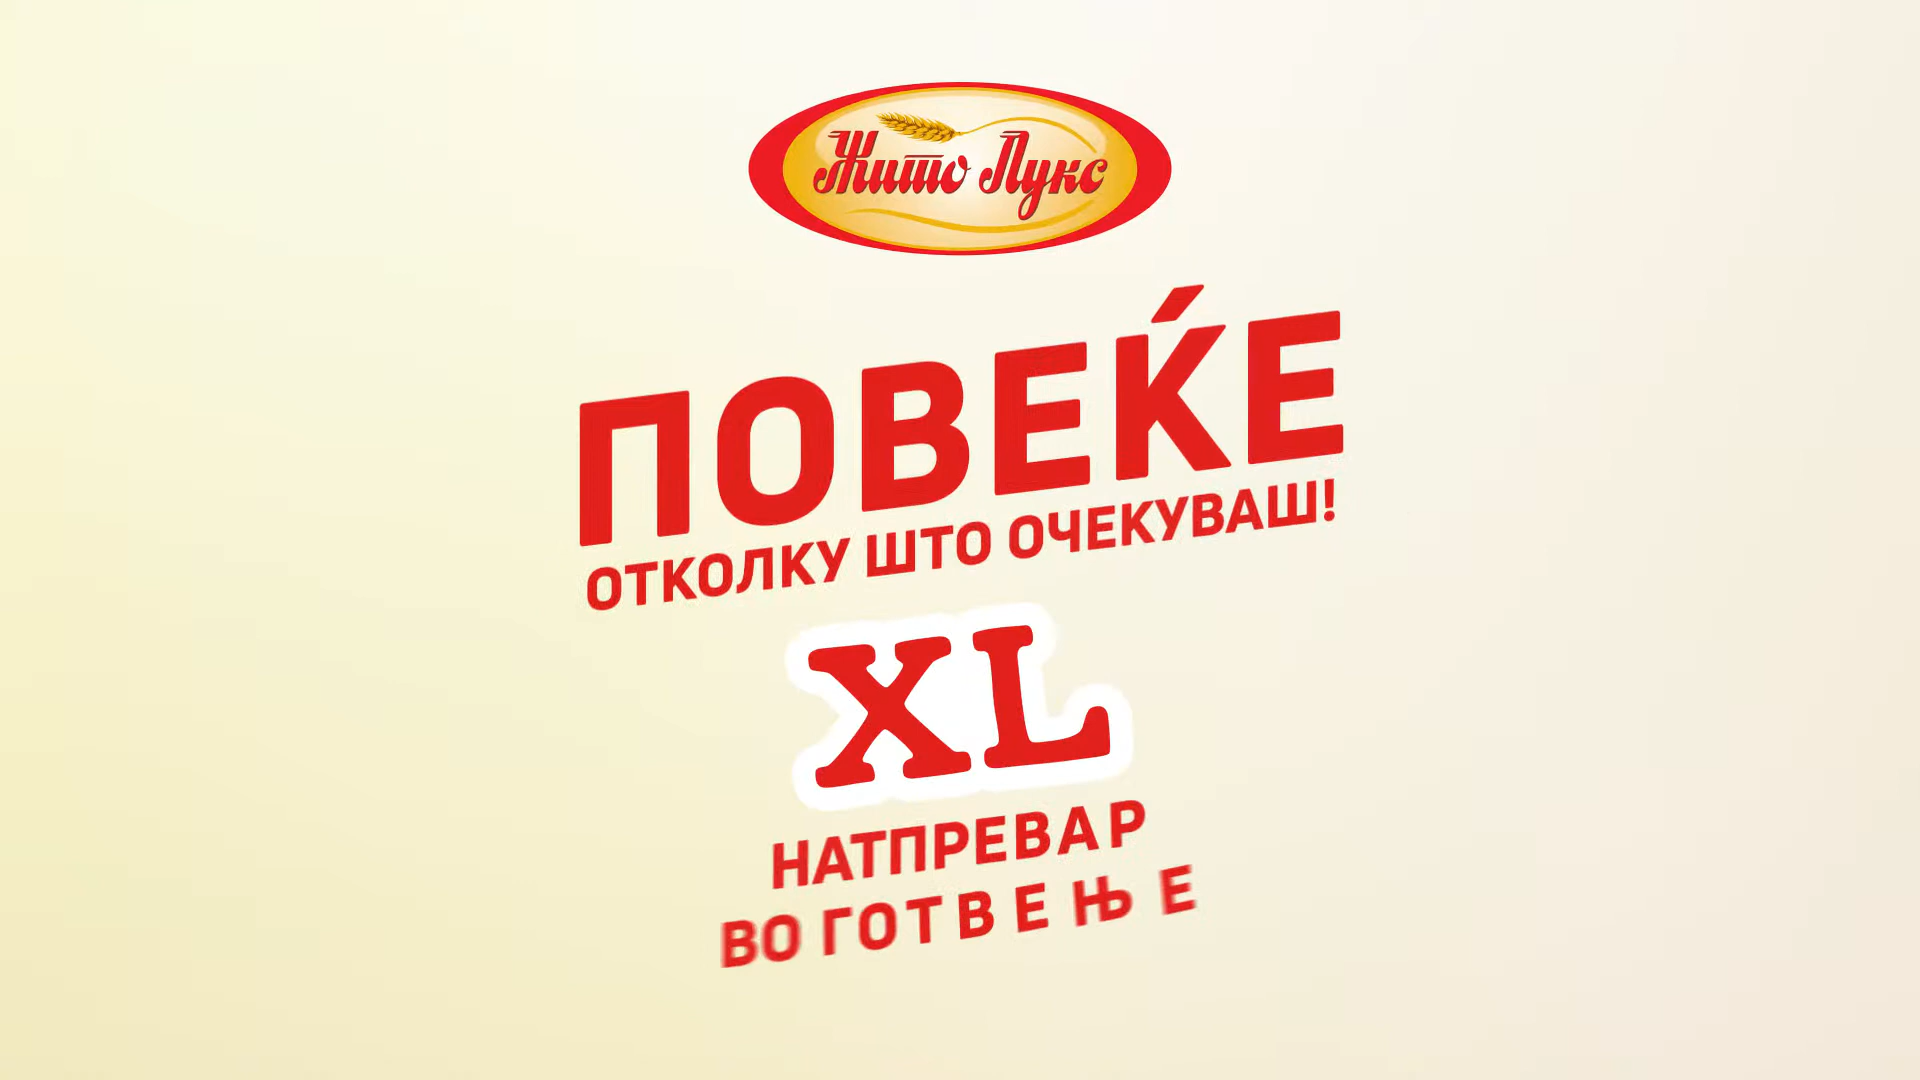 Жито Лукс
ПОВЕЌЕ
ОТКОЛКУ ШТО ОЧЕКУВАШ!
XL
НАТПРЕВАР
ВО ГОТВЕЊЕ